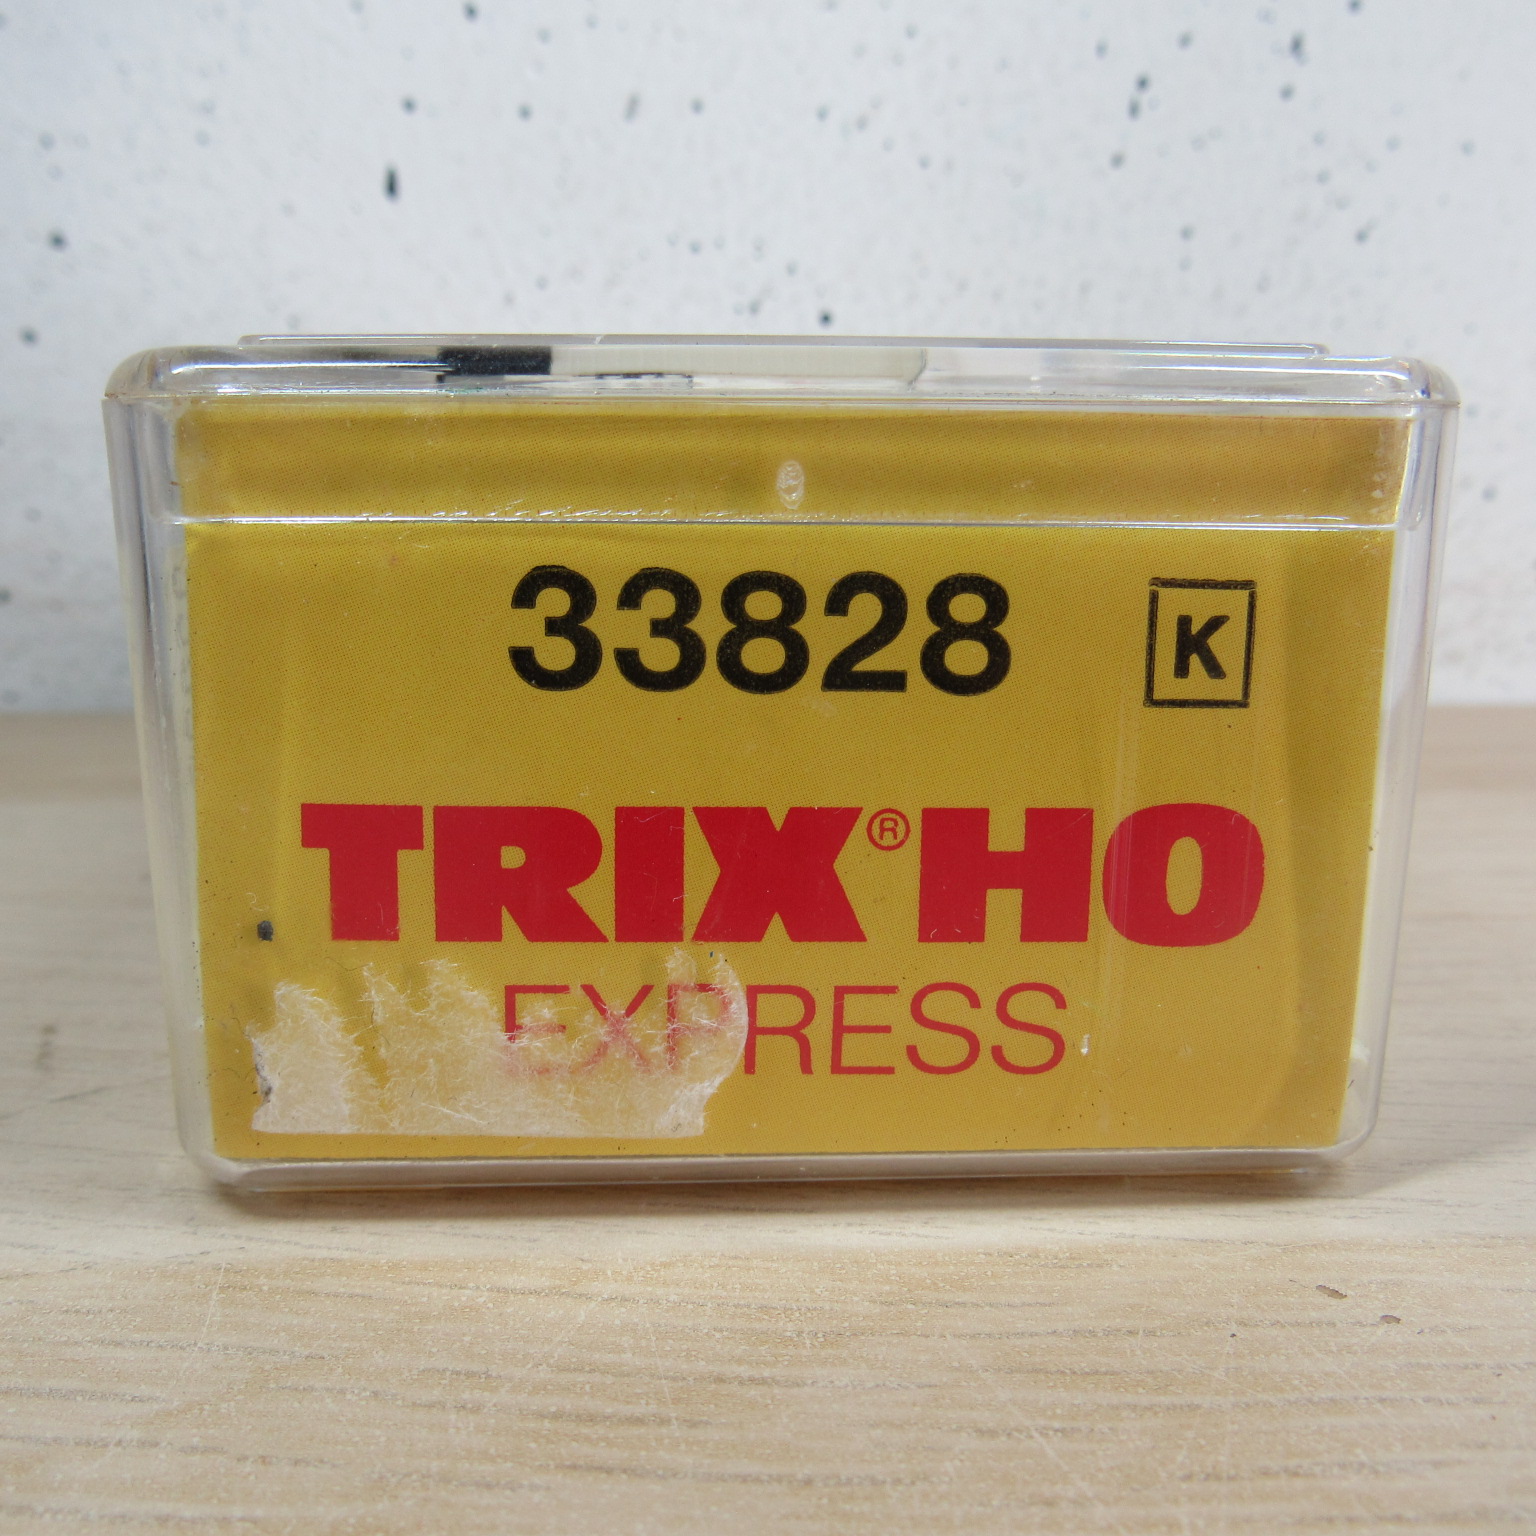 33828 K
TRIX® HO
EXPRESS